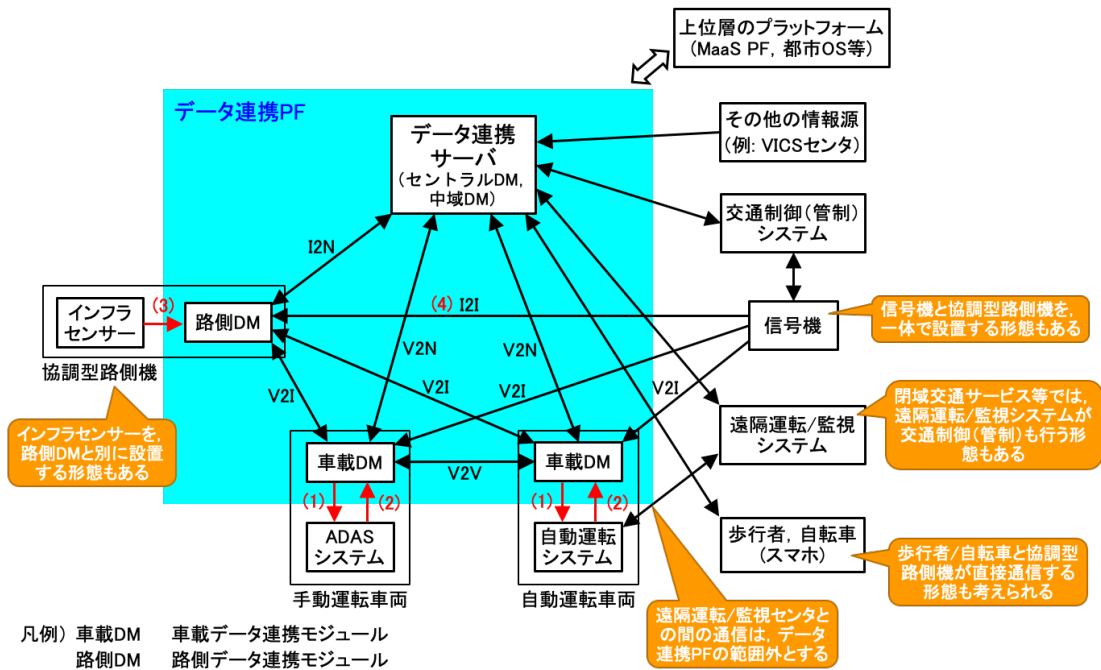 上位層のプラットフォーム
(MaaS PF, 都市OS等)
データ連携PF
その他の情報源
(例: VICSセンタ)
データ連携
サーバ
(セントラルDM,
中域DM)
交通制御(管制)
システム
I2N
インフラ
センサー
(3)
路側DM
(4)
I2I
信号機
信号機と協調型路側機を,
一体で設置する形態もある
協調型路側機
V2I
V2N
V2N
V2I
V2I
V2I
インフラセンサーを,
路側DMと別に設置
する形態もある
車載DM
V2V
車載DM
遠隔運転/監視
システム
閉域交通サービス等では,
遠隔運転/監視システムが
交通制御(管制)も行う形
態もある
(1)
(2)
(1)
(2)
ADAS
システム
自動運転
システム
歩行者, 自転車
(スマホ)
歩行者/自転車と協調型
路側機が直接通信する
形態も考えられる
手動運転車両
自動運転車両
遠隔運転/監視センタと
の間の通信は, データ
連携PFの範囲外とする
凡例) 車載DM 車載データ連携モジュール
路側DM 路側データ連携モジュール